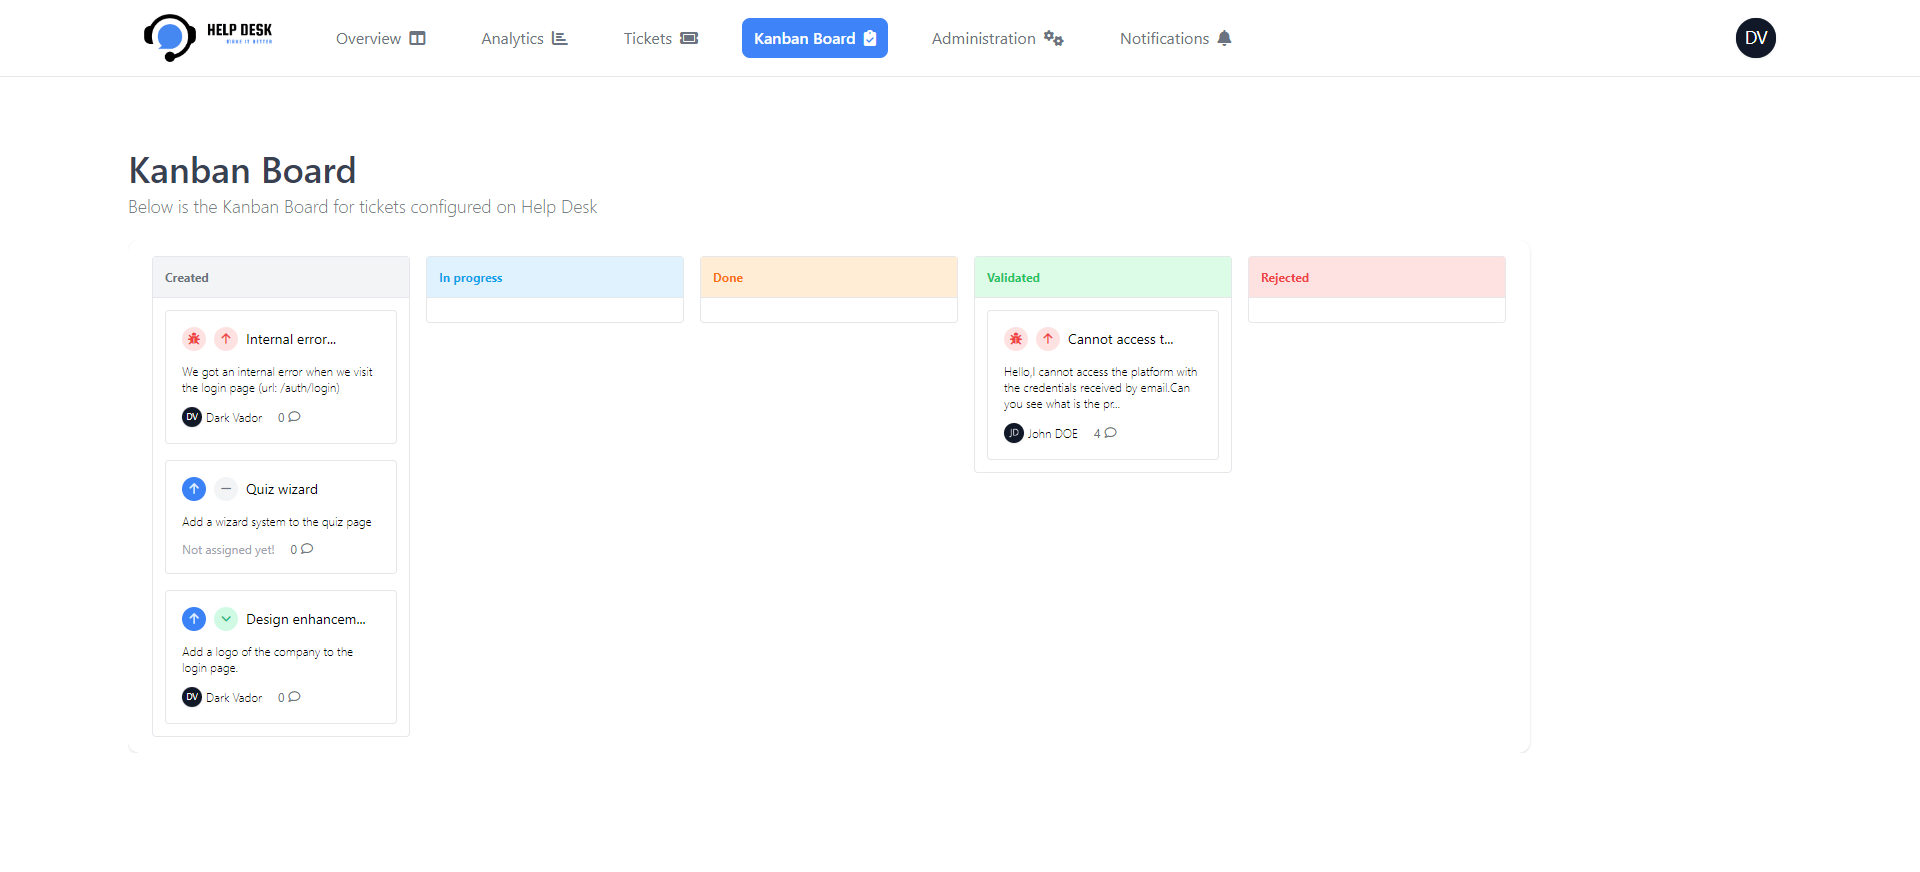 HELP DESK
Overview
Analytics
Tickets
Kanban Board
Administration
Notifications
DV
Kanban Board
Below is the Kanban Board for tickets configured on Help Desk
Created
Internal error...
We got an internal error when we visit
the login page (url: /auth/login)
DV Dark Vador 0
Quiz wizard
Add a wizard system to the quiz page
Not assigned yet! 0
Design enhancem...
Add a logo of the company to the
login page.
DV Dark Vador 0
In progress
Done
Validated
Cannot access t...
Hello,I cannot access the platform with
the credentials received by email.Can
you see what is the pr...
JD John DOE 4
Rejected